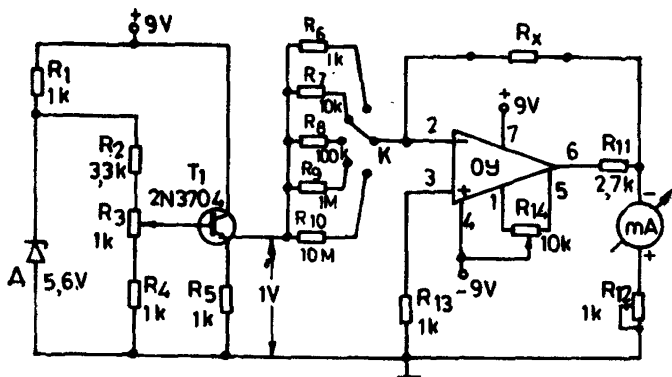 +9V
R1
1k
R2
3,3k
R3
1k
R4
1k
Д
5,6V
T1
2N3704
R5
1k
1V
R6
1k
R7
10k
R8
100k
R9
1M
R10
10M
K
Rx
+9V
2
7
3
ОУ
6
1
5
4
-9V
R14
10k
R11
2,7k
-
mA
+
R12
1k
R13
1k